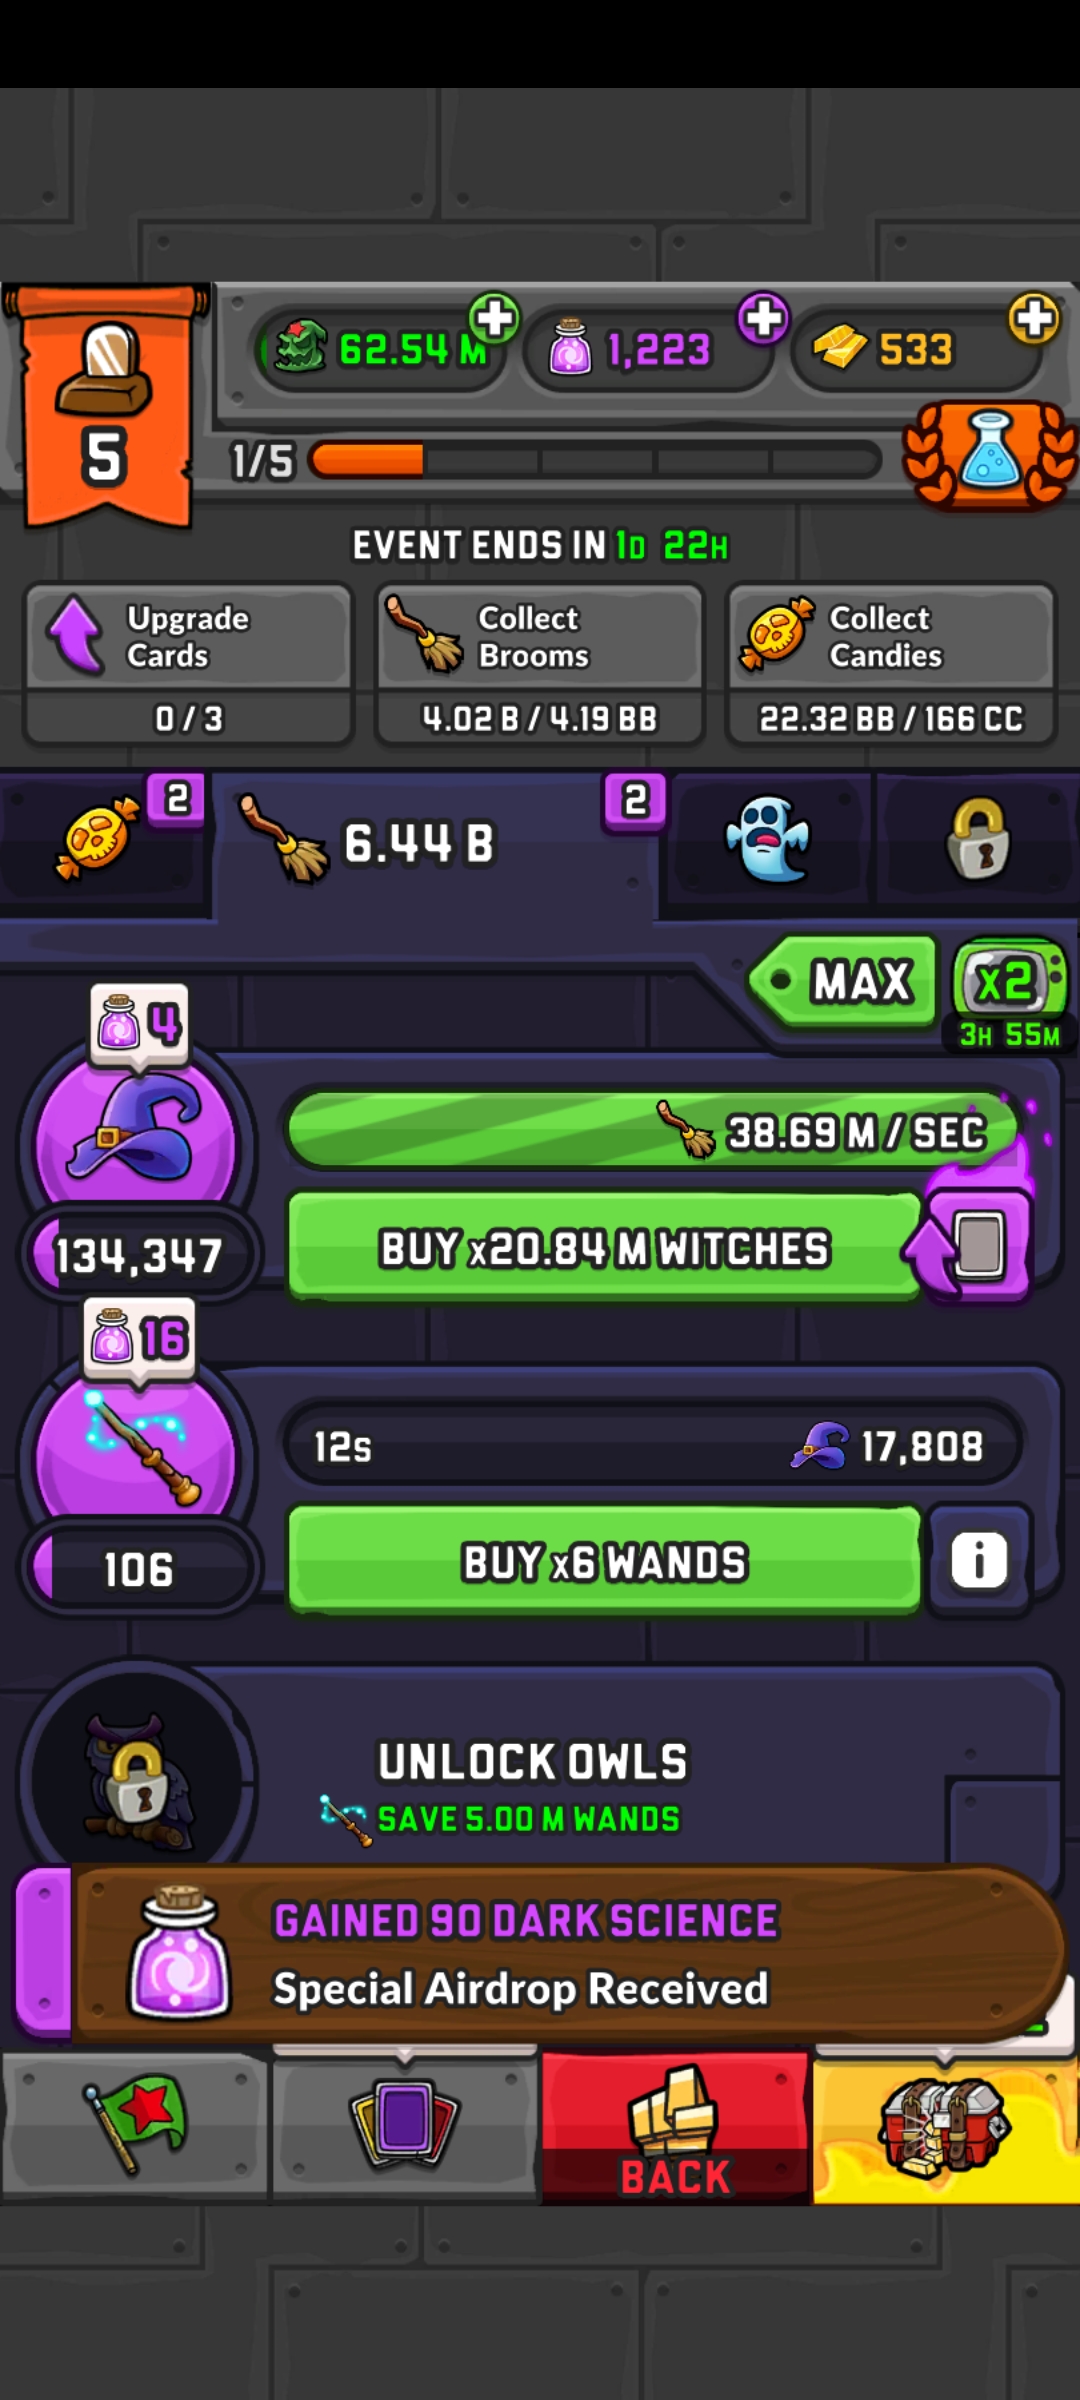 62.54 M
1,223
533
5
1/5
EVENT ENDS IN 1D 22H
Upgrade
Cards
0 / 3
Collect
Brooms
4.02 B / 4.19 BB
Collect
Candies
22.32 BB / 166 CC
2
6.44 B
2
MAX
x2
3H 55M
4
38.69 M / SEC
134,347
BUY x20.84 M WITCHES
16
12s
17,808
106
BUY x6 WANDS
i
UNLOCK OWLS
SAVE 5.00 M WANDS
GAINED 90 DARK SCIENCE
Special Airdrop Received
BACK